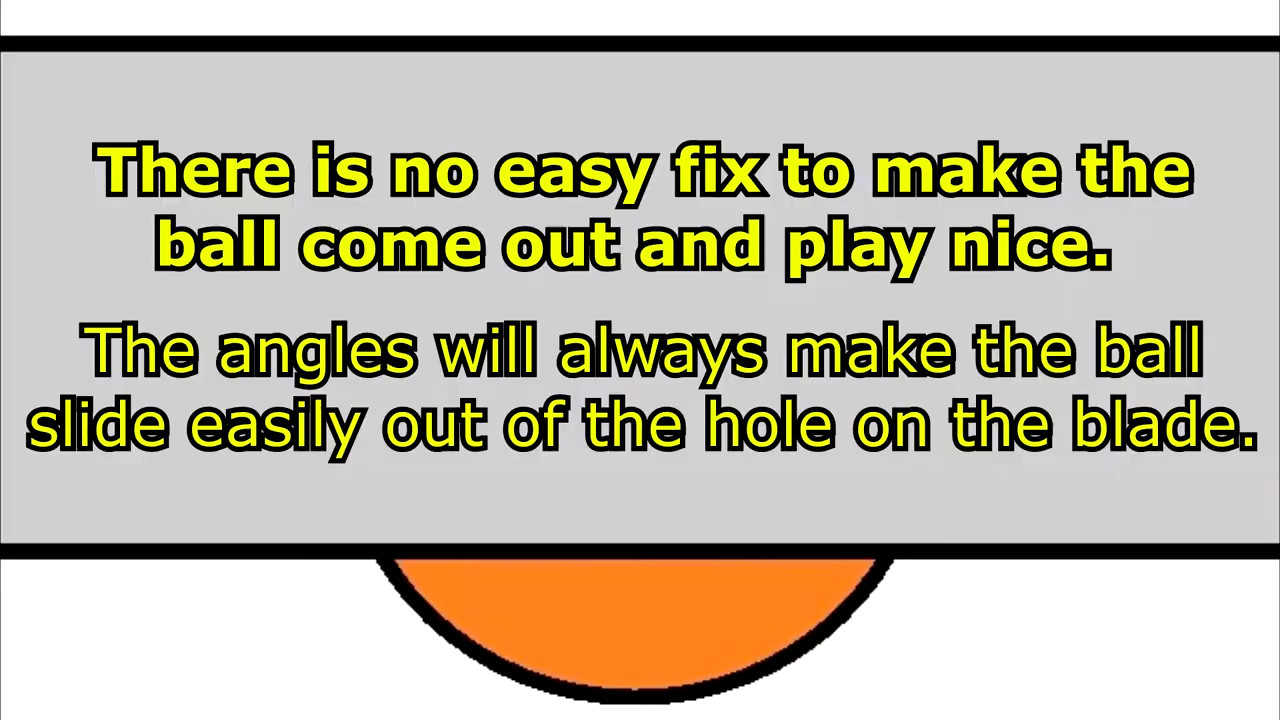 There is no easy fix to make the
ball come out and play nice.
The angles will always make the ball
slide easily out of the hole on the blade.